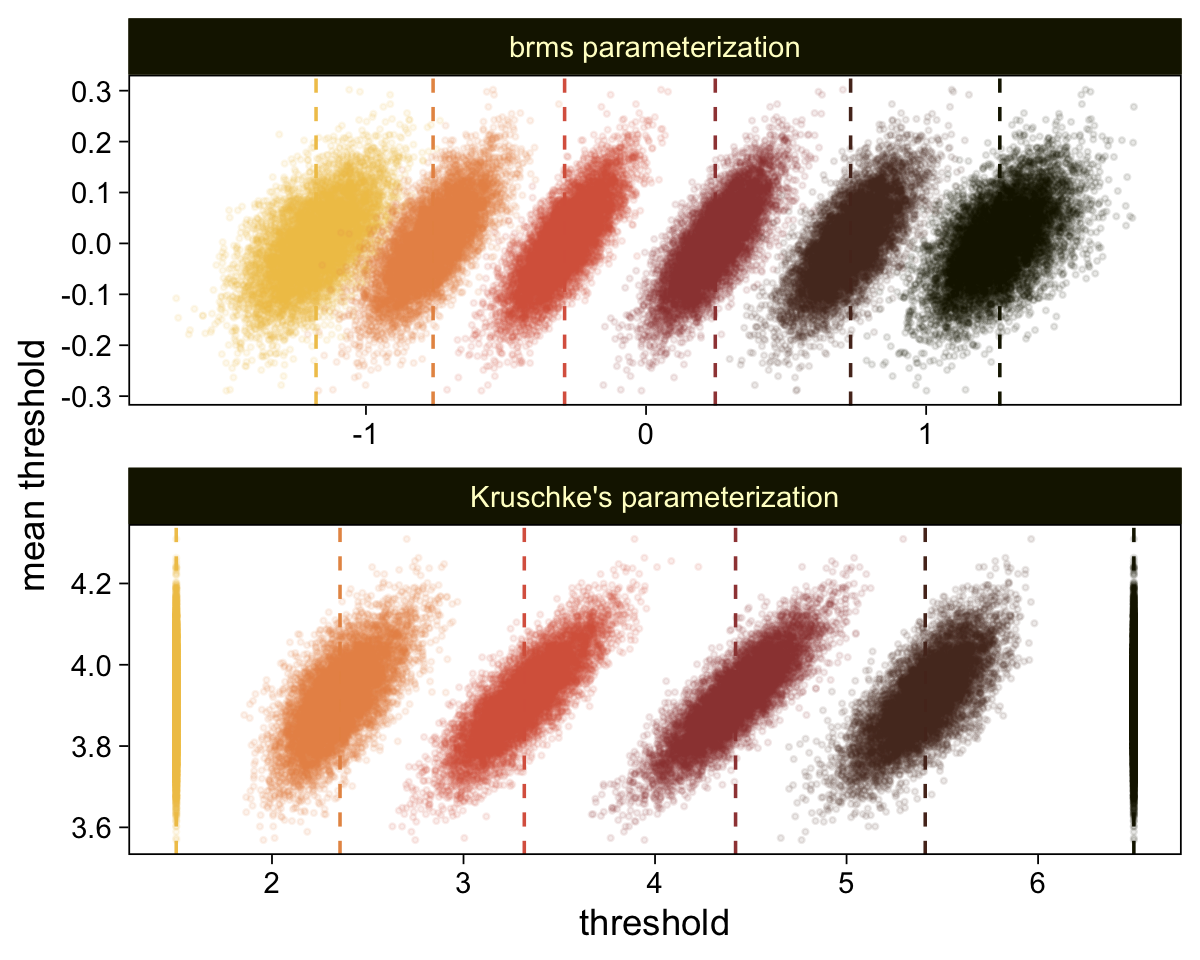 brms parameterization
0.3
0.2
0.1
0.0
-0.1
-0.2
-0.3
-1 0 1
Kruschke's parameterization
4.2
4.0
3.8
3.6
2 3 4 5 6
threshold
mean threshold